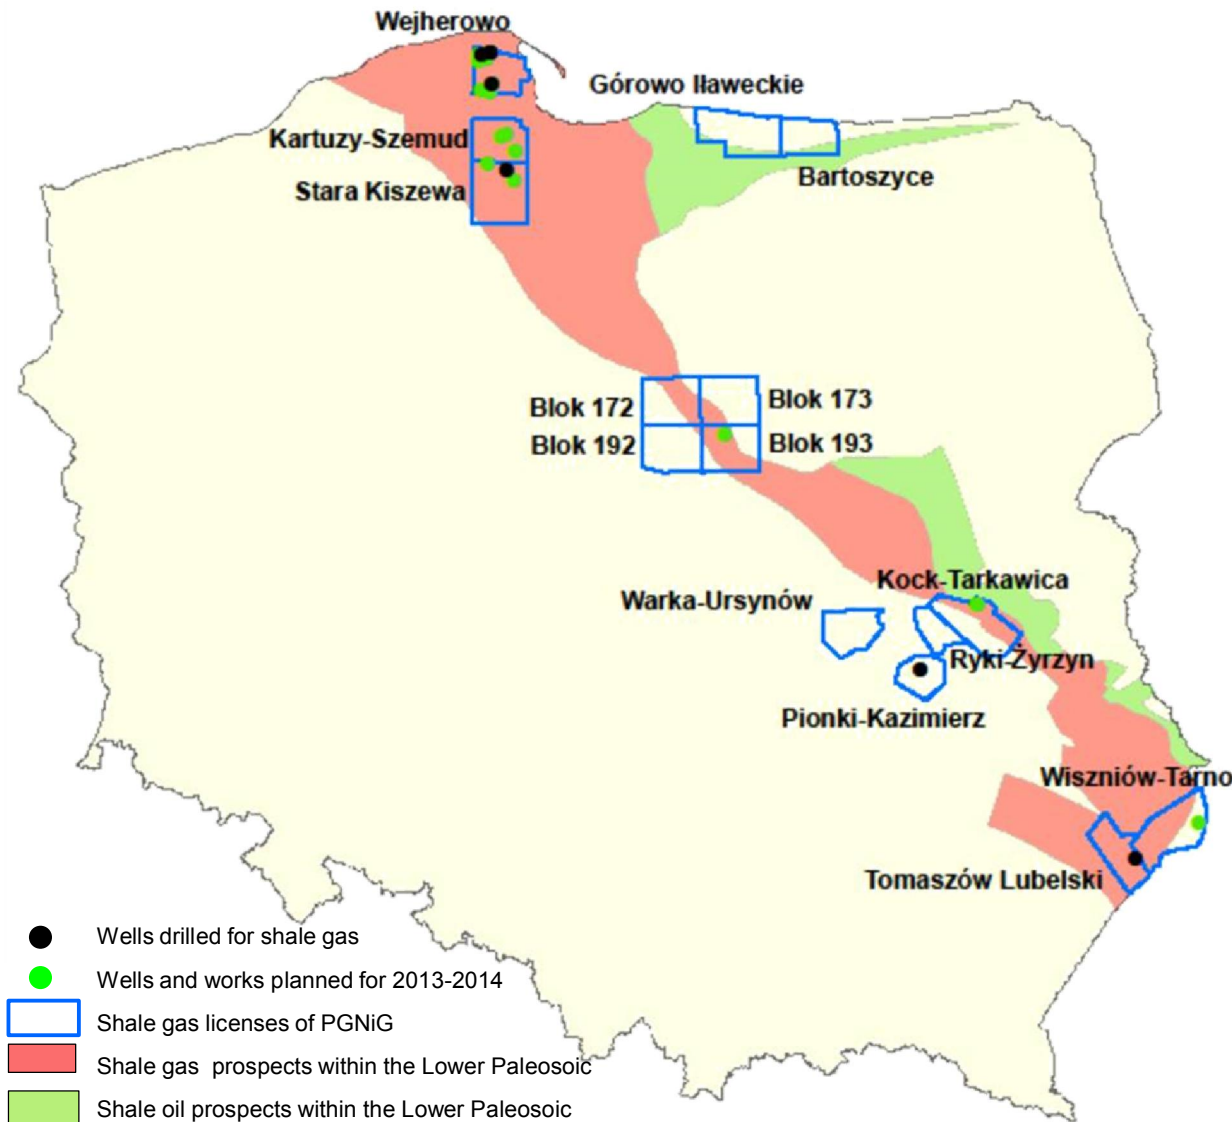 Wejherowo
Górowo Iławeckie
Kartuzy-Szemud
Bartoszyce
Stara Kiszewa
Blok 172
Blok 173
Blok 192
Blok 193
Kock-Tarkawica
Warka-Ursynów
Ryki-Żyrzyn
Pionki-Kazimierz
Wiszniów-Tarno
Tomaszów Lubelski
Wells drilled for shale gas
Wells and works planned for 2013-2014
Shale gas licenses of PGNiG
Shale gas prospects within the Lower Paleosoic
Shale oil prospects within the Lower Paleosoic